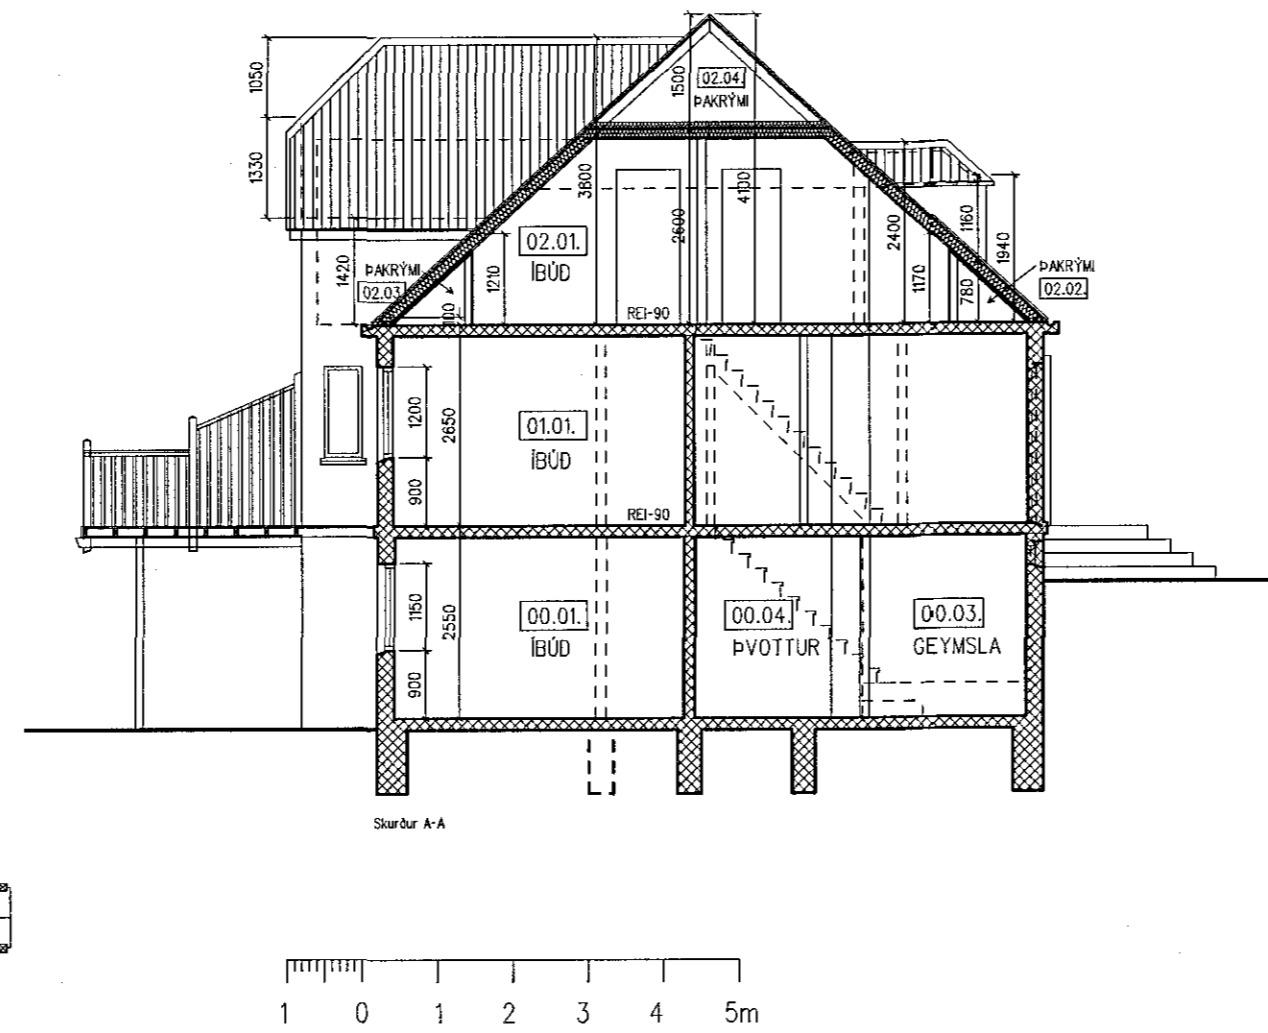 1050
1500
02.04.
ÞAKRÝMI
1330
3800
4100
2600
1160
2400
1940
02.01.
ÍBÚÐ
1420
ÞAKRÝMI
02.03.
1210
1170
780
ÞAKRÝMI
02.02.
100
REI-90
1200
2650
01.01.
ÍBÚÐ
900
REI-90
1150
2550
00.01.
ÍBÚÐ
00.04.
ÞVOTTUR
00.03.
GEYMSLA
900
Skurður A-A
1 0 1 2 3 4 5m